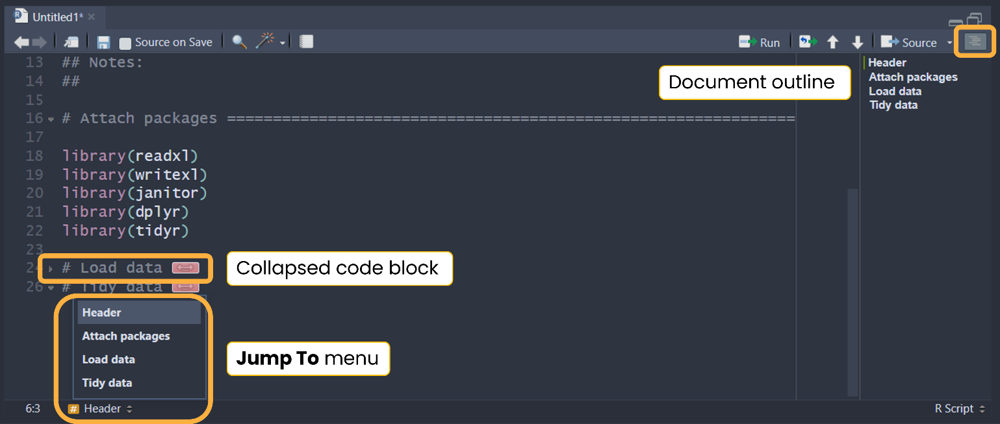 Untitled1*
Source on Save
Run
Source
13 ## Notes:
14 ##
15
16 # Attach packages ==============================================================
17
18 library(readxl)
19 library(writexl)
20 library(janitor)
21 library(dplyr)
22 library(tidyr)
23
24 # Load data
26 # Tidy data
Document outline
Header
Attach packages
Load data
Tidy data
Collapsed code block
Header
Attach packages
Load data
Tidy data
Jump To menu
6:3
# Header
R Script